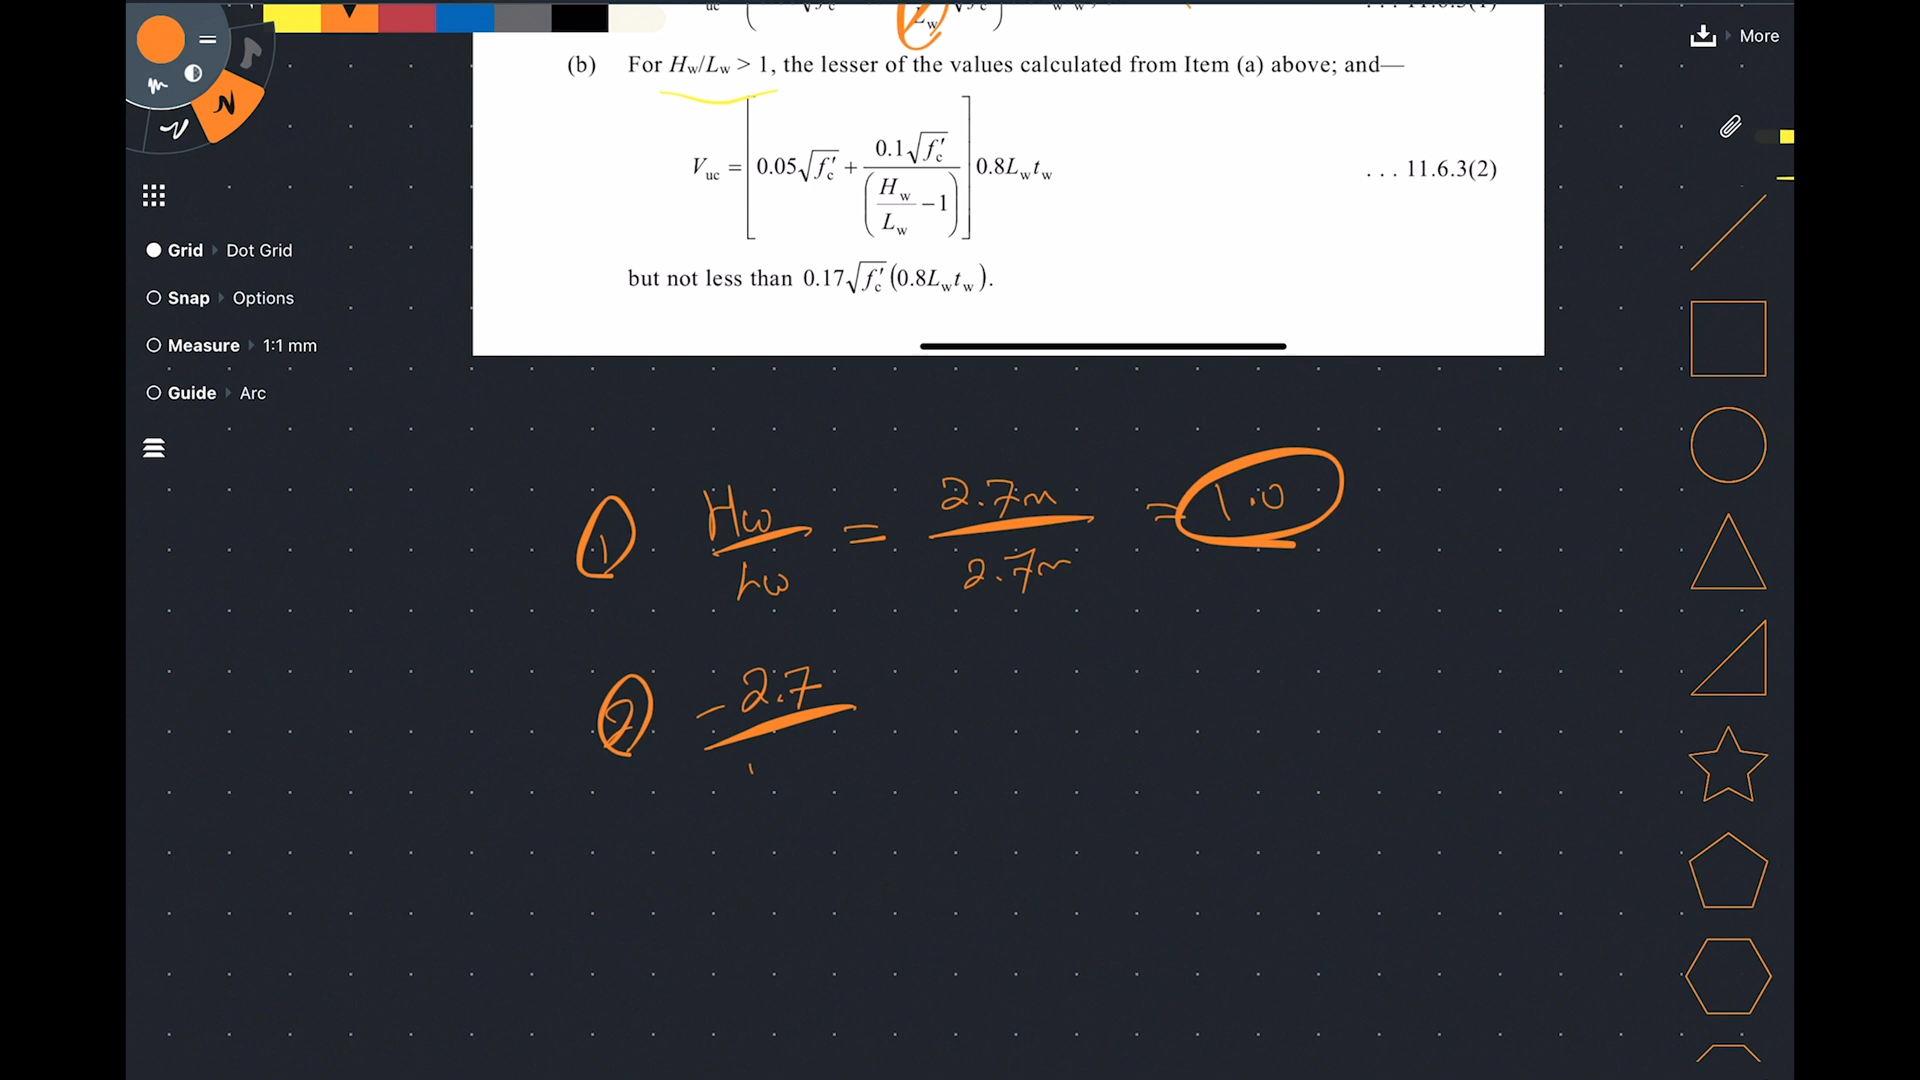 More
... 11.6.3(1)
(b) For Hw/Lw > 1, the lesser of the values calculated from Item (a) above; and—
Vuc = [0.05√f′c + 0.1√f′c / (Hw/Lw − 1)] 0.8Lwtw ... 11.6.3(2)
but not less than 0.17√f′c (0.8Lwtw).
Grid Dot Grid
Snap Options
Measure 1:1 mm
Guide Arc
1 Hw/Lw = 2.7m/2.7m = 1.0
2 – 2.7